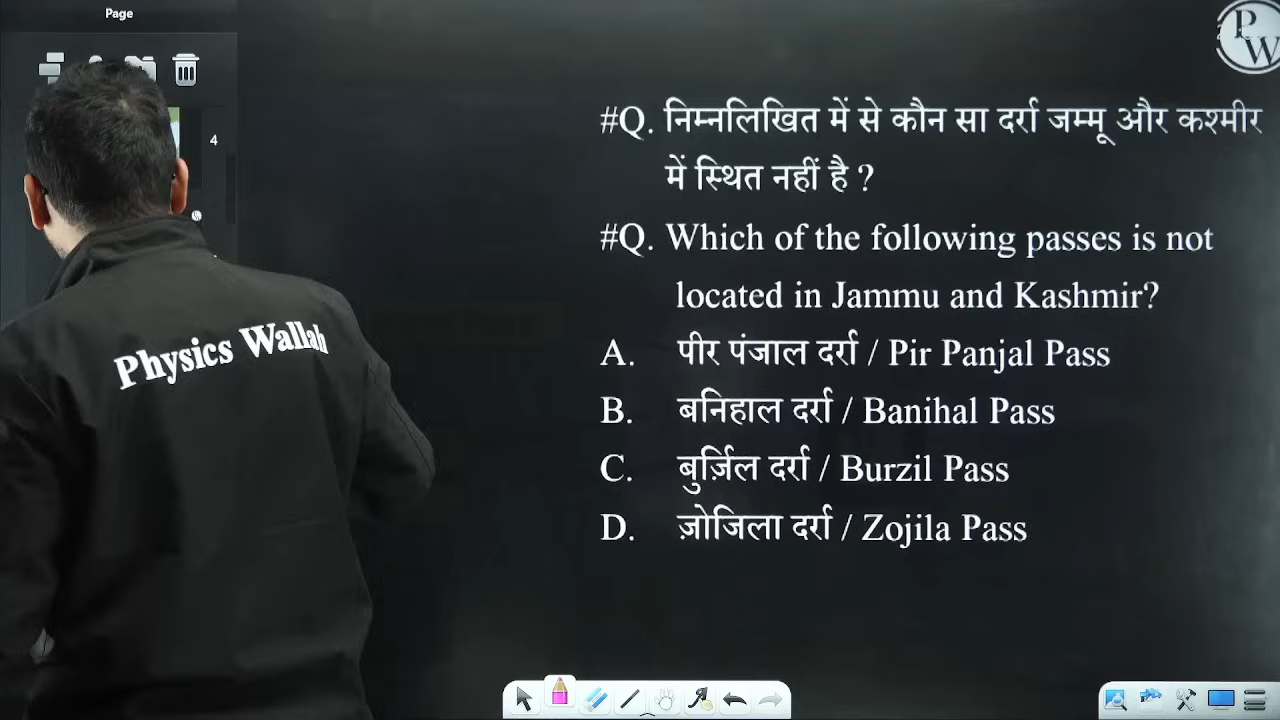 Page
4
PW
#Q. निम्नलिखित में से कौन सा दर्रा जम्मू और कश्मीर
में स्थित नहीं है ?
#Q. Which of the following passes is not
located in Jammu and Kashmir?
A. पीर पंजाल दर्रा / Pir Panjal Pass
B. बनिहाल दर्रा / Banihal Pass
C. बुर्ज़िल दर्रा / Burzil Pass
D. ज़ोजिला दर्रा / Zojila Pass
Physics Wallah